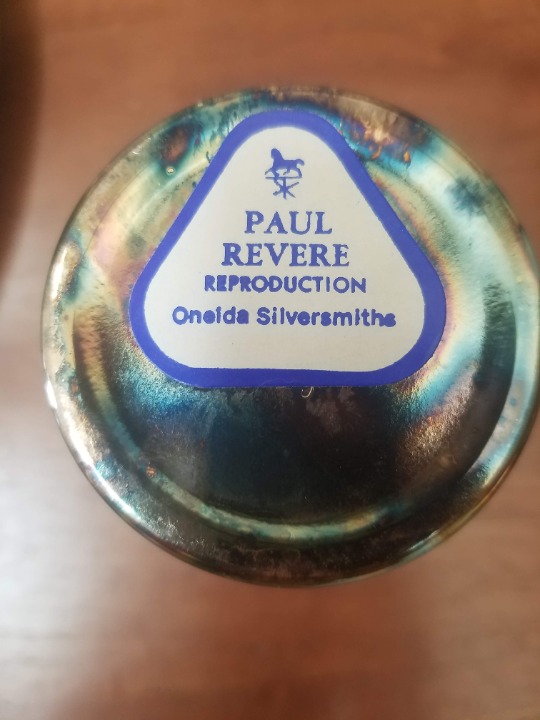 PAUL
REVERE
REPRODUCTION
Oneida Silversmiths